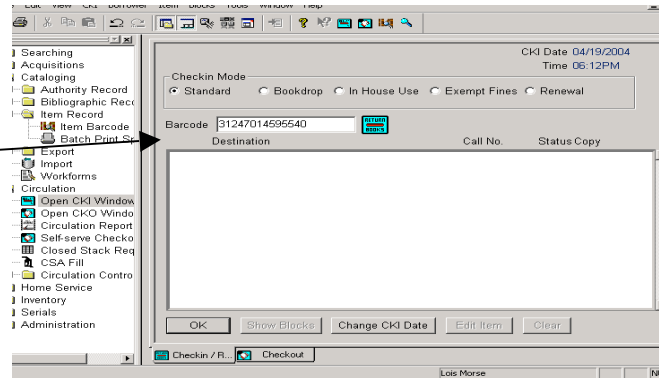 Edit View CKI Borrower Item Blocks Tools Window Help
Searching
Acquisitions
Cataloging
Authority Record
Bibliographic Reco
Item Record
Item Barcode
Batch Print Sp
Export
Import
Workforms
Circulation
Open CKI Window
Open CKO Windo
Circulation Report
Self-serve Checko
Closed Stack Req
CSA Fill
Circulation Contro
Home Service
Inventory
Serials
Administration
CKI Date 04/19/2004
Time 06:12PM
Checkin Mode
Standard Bookdrop In House Use Exempt Fines Renewal
Barcode 31247014595540 RETURN BOOKS
Destination Call No. Status Copy
OK Show Blocks Change CKI Date Edit Item Clear
Checkin / R... Checkout
Lois Morse